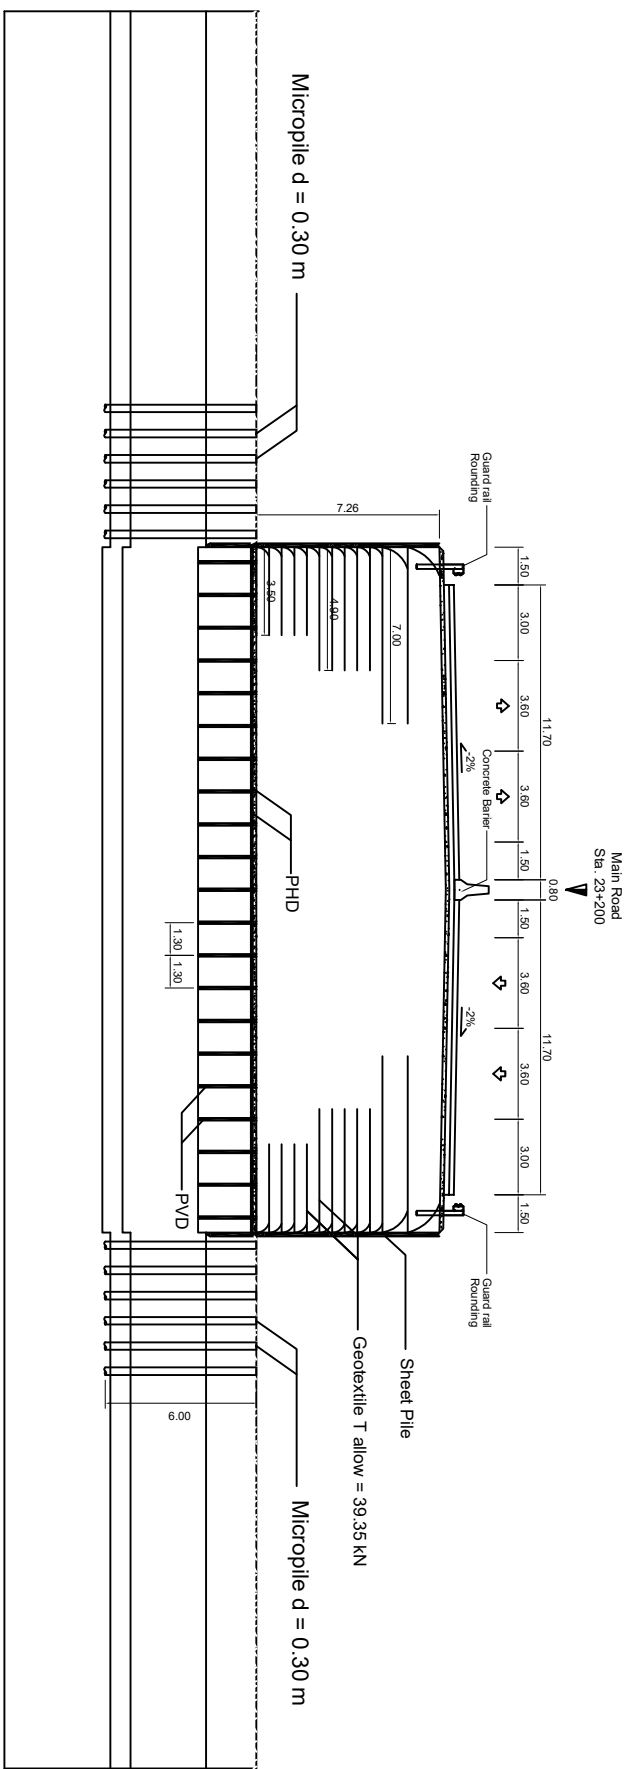 Main Road
Sta. 23+200
11.70
0.80
11.70
1.50
3.00
3.60
3.60
1.50
1.50
3.60
3.60
3.00
1.50
Guard rail
Rounding
-2%
Concrete Barier
-2%
Guard rail
Rounding
7.26
7.00
4.90
3.50
Sheet Pile
Geotextile T allow = 39.35 kN
Micropile d = 0.30 m
PHD
Micropile d = 0.30 m
1.30
1.30
PVD
6.00